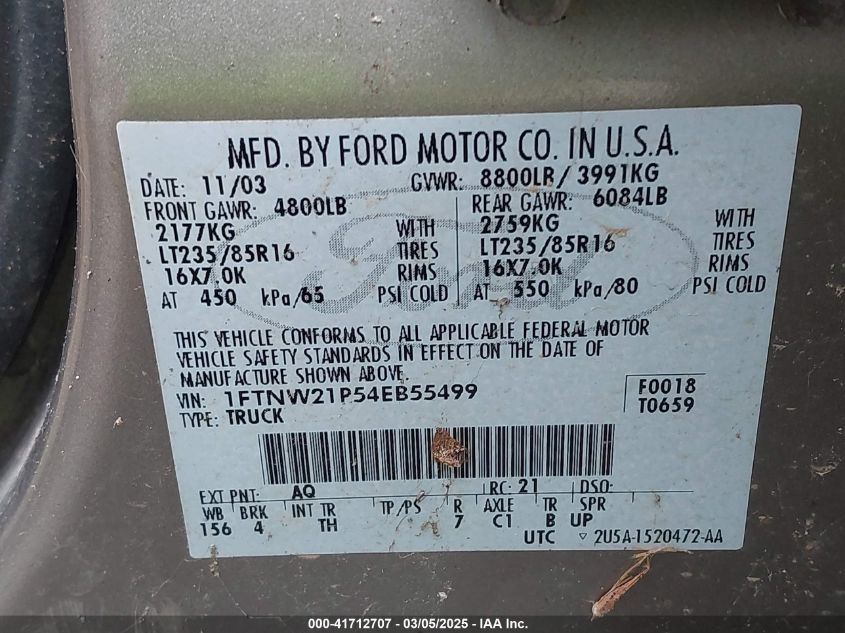 MFD. BY FORD MOTOR CO. IN U.S.A.
DATE: 11/03 GVWR: 8800LB/ 3991KG
FRONT GAWR: 4800LB REAR GAWR: 6084LB
2177KG WITH 2759KG WITH
LT235/85R16 TIRES LT235/85R16 TIRES
16X7.0K RIMS 16X7.0K RIMS
AT 450 kPa/65 PSI COLD AT 550 kPa/80 PSI COLD
Ford
THIS VEHICLE CONFORMS TO ALL APPLICABLE FEDERAL MOTOR
VEHICLE SAFETY STANDARDS IN EFFECT ON THE DATE OF
MANUFACTURE SHOWN ABOVE.
VIN: 1FTNW21P54EB55499 F0018
TYPE: TRUCK T0659
EXT PNT: AQ RC: 21 DSO:
WB BRK INT TR TP/PS R AXLE TR SPR
156 4 TH 7 C1 B UP
UTC ▽ 2U5A-1520472-AA
000-41712707 - 03/05/2025 - IAA Inc.